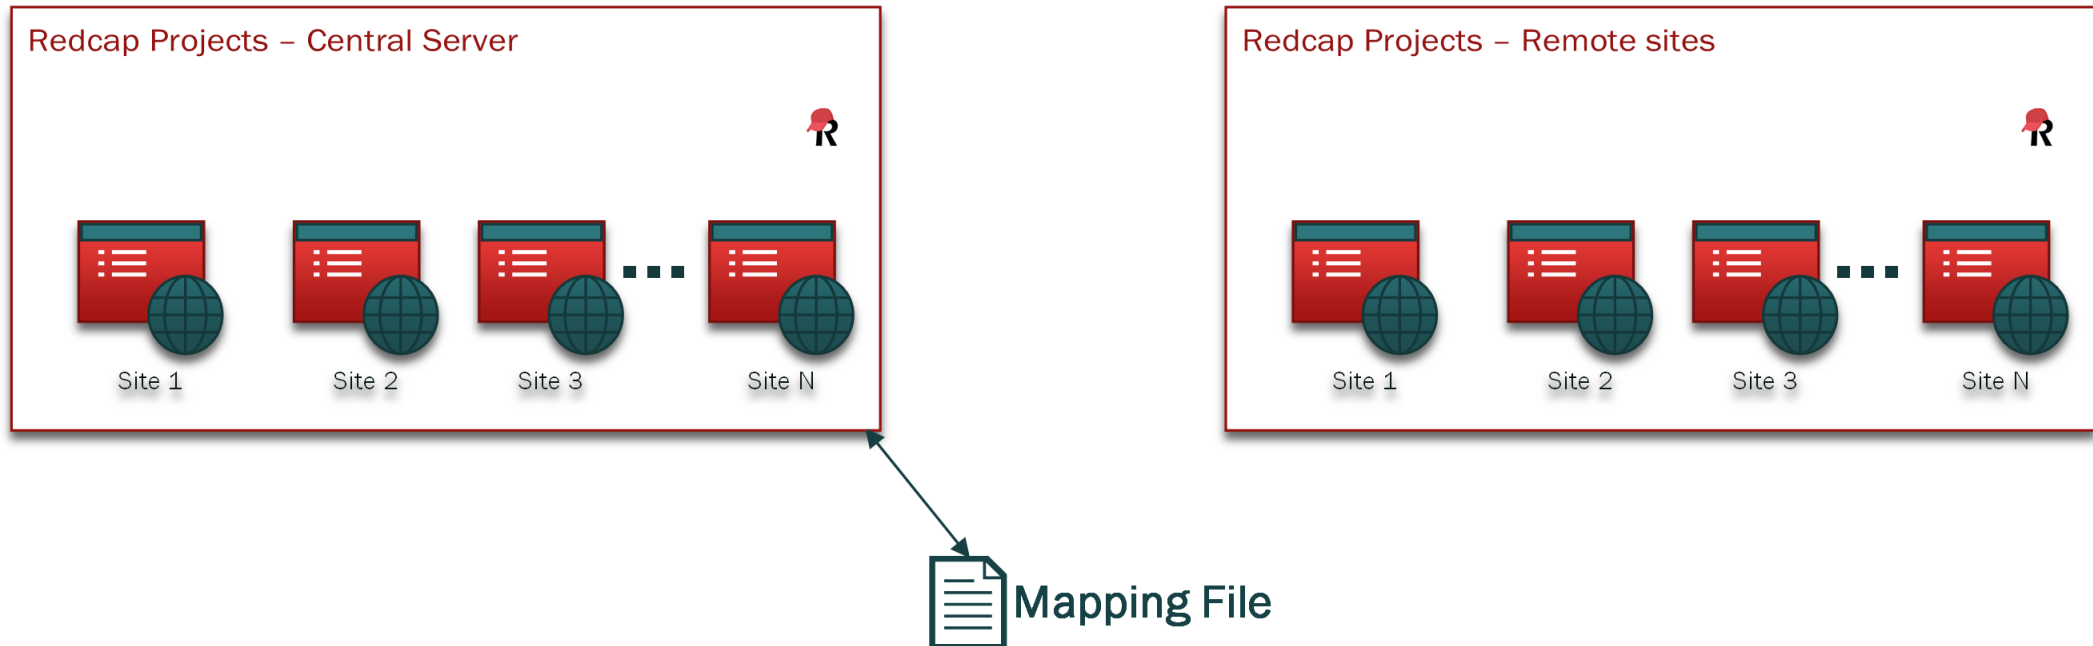 Redcap Projects – Central Server
R
Site 1
Site 2
Site 3
Site N
Redcap Projects – Remote sites
R
Site 1
Site 2
Site 3
Site N
Mapping File